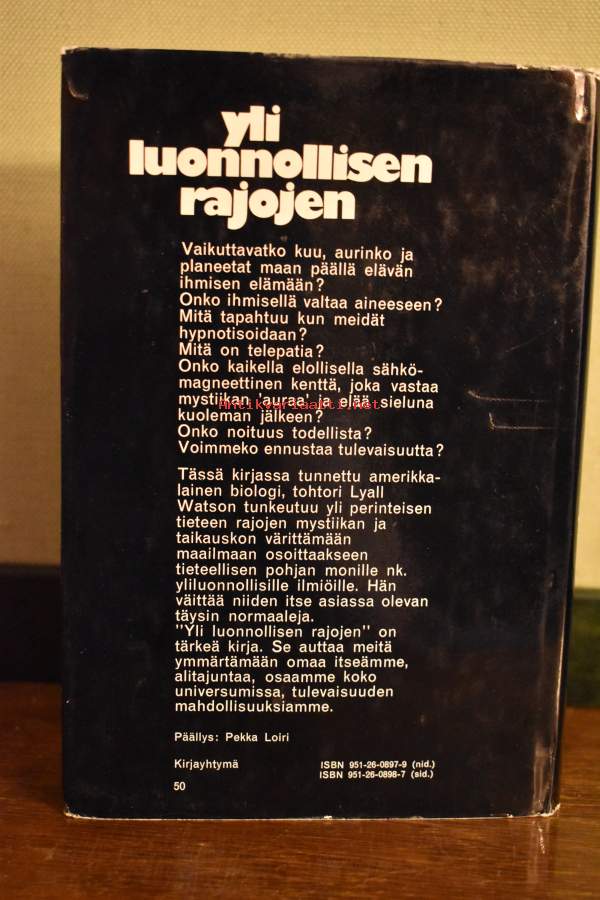 yli
luonnollisen
rajojen
Vaikuttavatko kuu, aurinko ja
planeetat maan päällä elävän
ihmisen elämään?
Onko ihmisellä valtaa aineeseen?
Mitä tapahtuu kun meidät
hypnotisoidaan?
Mitä on telepatia?
Onko kaikella elollisella sähkö-
magneettinen kenttä, joka vastaa
mystiikan 'auraa' ja elää sieluna
Antikvariaatti.net
kuoleman jälkeen?
Onko noituus todellista?
Voimmeko ennustaa tulevaisuutta?
Tässä kirjassa tunnettu amerikka-
lainen biologi, tohtori Lyall
Watson tunkeutuu yli perinteisen
tieteen rajojen mystiikan ja
taikauskon värittämään
maailmaan osoittaakseen
tieteellisen pohjan monille nk.
yliluonnollisille ilmiöille. Hän
väittää niiden itse asiassa olevan
täysin normaaleja.
"Yli luonnollisen rajojen" on
tärkeä kirja. Se auttaa meitä
ymmärtämään omaa itseämme,
alitajuntaa, osaamme koko
universumissa, tulevaisuuden
mahdollisuuksiamme.
Päällys: Pekka Loiri
Kirjayhtymä
ISBN 951-26-0897-9 (nid.)
ISBN 951-26-0898-7 (sid.)
50